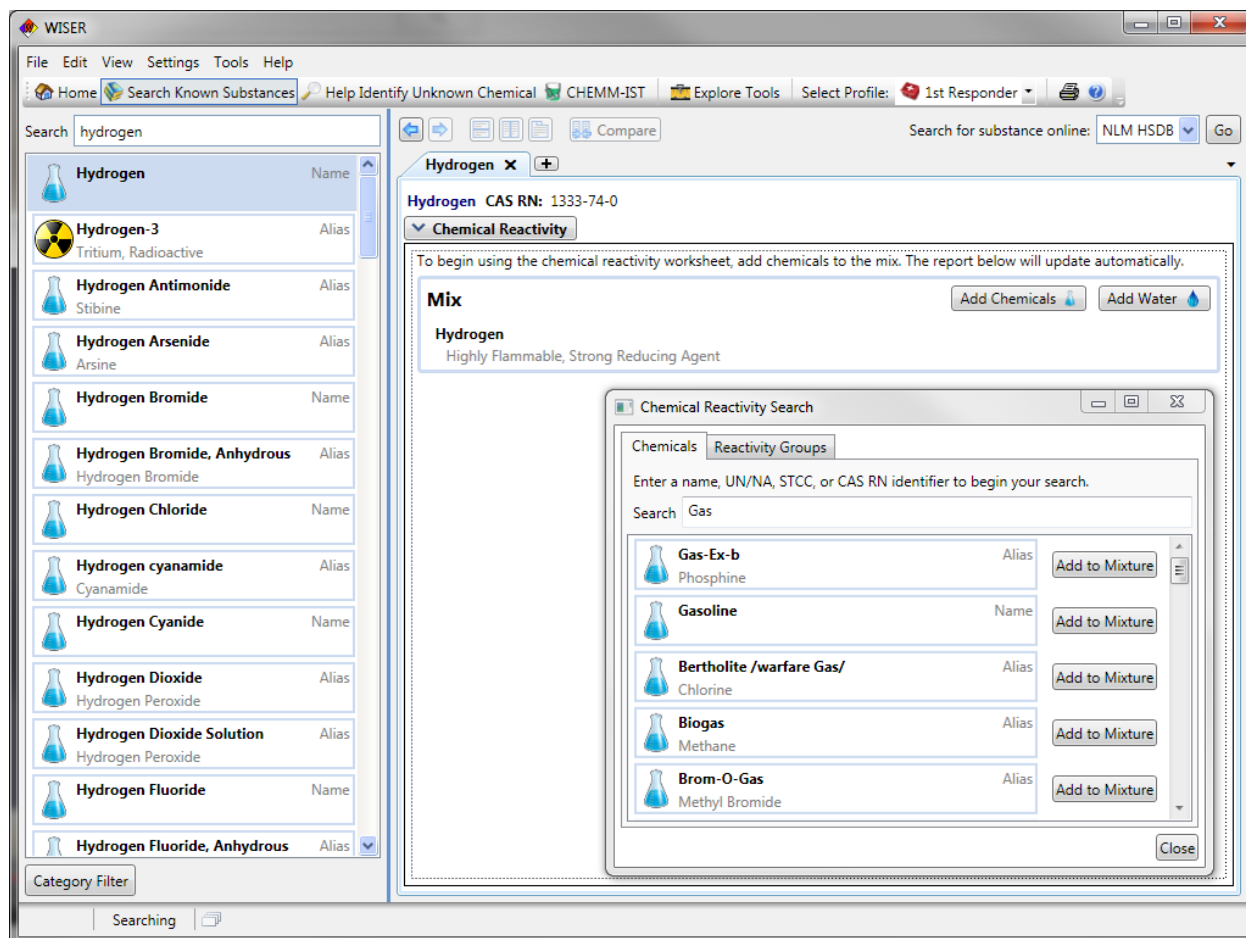 WISER
File Edit View Settings Tools Help
Home Search Known Substances Help Identify Unknown Chemical CHEMM-IST Explore Tools Select Profile: 1st Responder
Search hydrogen
Hydrogen Name
Hydrogen-3 Alias
Tritium, Radioactive
Hydrogen Antimonide Alias
Stibine
Hydrogen Arsenide Alias
Arsine
Hydrogen Bromide Name
Hydrogen Bromide, Anhydrous Alias
Hydrogen Bromide
Hydrogen Chloride Name
Hydrogen cyanamide Alias
Cyanamide
Hydrogen Cyanide Name
Hydrogen Dioxide Alias
Hydrogen Peroxide
Hydrogen Dioxide Solution Alias
Hydrogen Peroxide
Hydrogen Fluoride Name
Hydrogen Fluoride, Anhydrous Alias
Category Filter
Searching
Compare Search for substance online: NLM HSDB Go
Hydrogen
Hydrogen CAS RN: 1333-74-0
Chemical Reactivity
To begin using the chemical reactivity worksheet, add chemicals to the mix. The report below will update automatically.
Mix Add Chemicals Add Water
Hydrogen
Highly Flammable, Strong Reducing Agent
Chemical Reactivity Search
Chemicals Reactivity Groups
Enter a name, UN/NA, STCC, or CAS RN identifier to begin your search.
Search Gas
Gas-Ex-b Alias Add to Mixture
Phosphine
Gasoline Name Add to Mixture
Bertholite /warfare Gas/ Alias Add to Mixture
Chlorine
Biogas Alias Add to Mixture
Methane
Brom-O-Gas Alias Add to Mixture
Methyl Bromide
Close